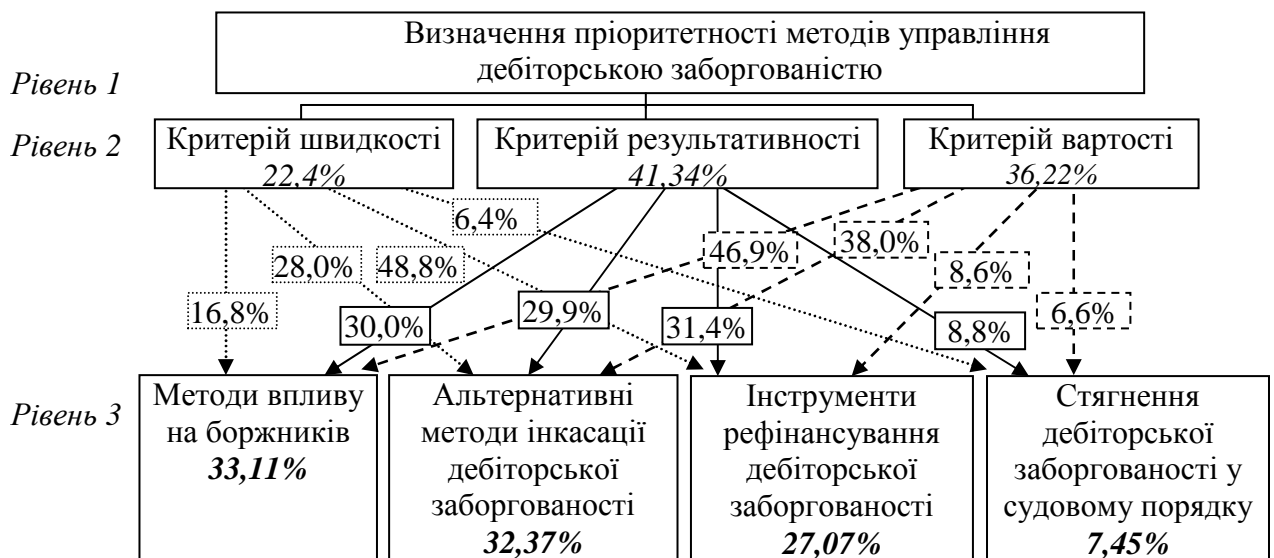 Визначення пріоритетності методів управління
дебіторською заборгованістю
Рівень 1
Рівень 2
Критерій швидкості
22,4%
Критерій результативності
41,34%
Критерій вартості
36,22%
6,4%
46,9%
38,0%
28,0%
48,8%
8,6%
16,8%
30,0%
29,9%
31,4%
8,8%
6,6%
Рівень 3
Методи впливу
на боржників
33,11%
Альтернативні
методи інкасації
дебіторської
заборгованості
32,37%
Інструменти
рефінансування
дебіторської
заборгованості
27,07%
Стягнення
дебіторської
заборгованості у
судовому порядку
7,45%